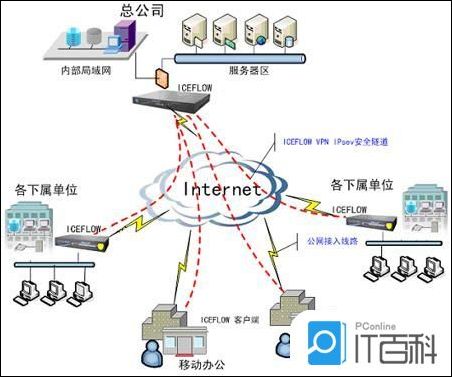 总公司
内部局域网
服务器区
ICEFLOW
ICEFLOW VPN IPsev安全隧道
Internet
各下属单位
ICEFLOW
各下属单位
ICEFLOW
公网接入线路
ICEFLOW 客户端
移动办公
PConline
IT百科